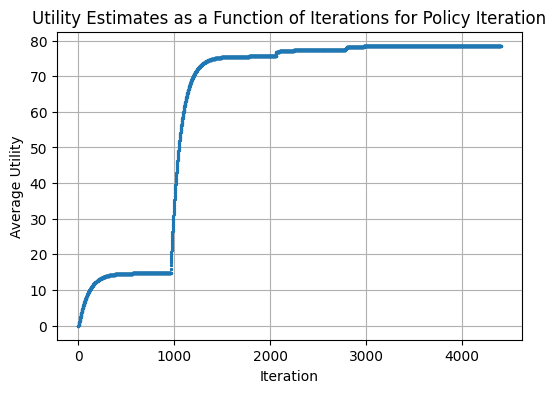 Utility Estimates as a Function of Iterations for Policy Iteration
80
70
60
50
40
30
20
10
0
Average Utility
0 1000 2000 3000 4000
Iteration